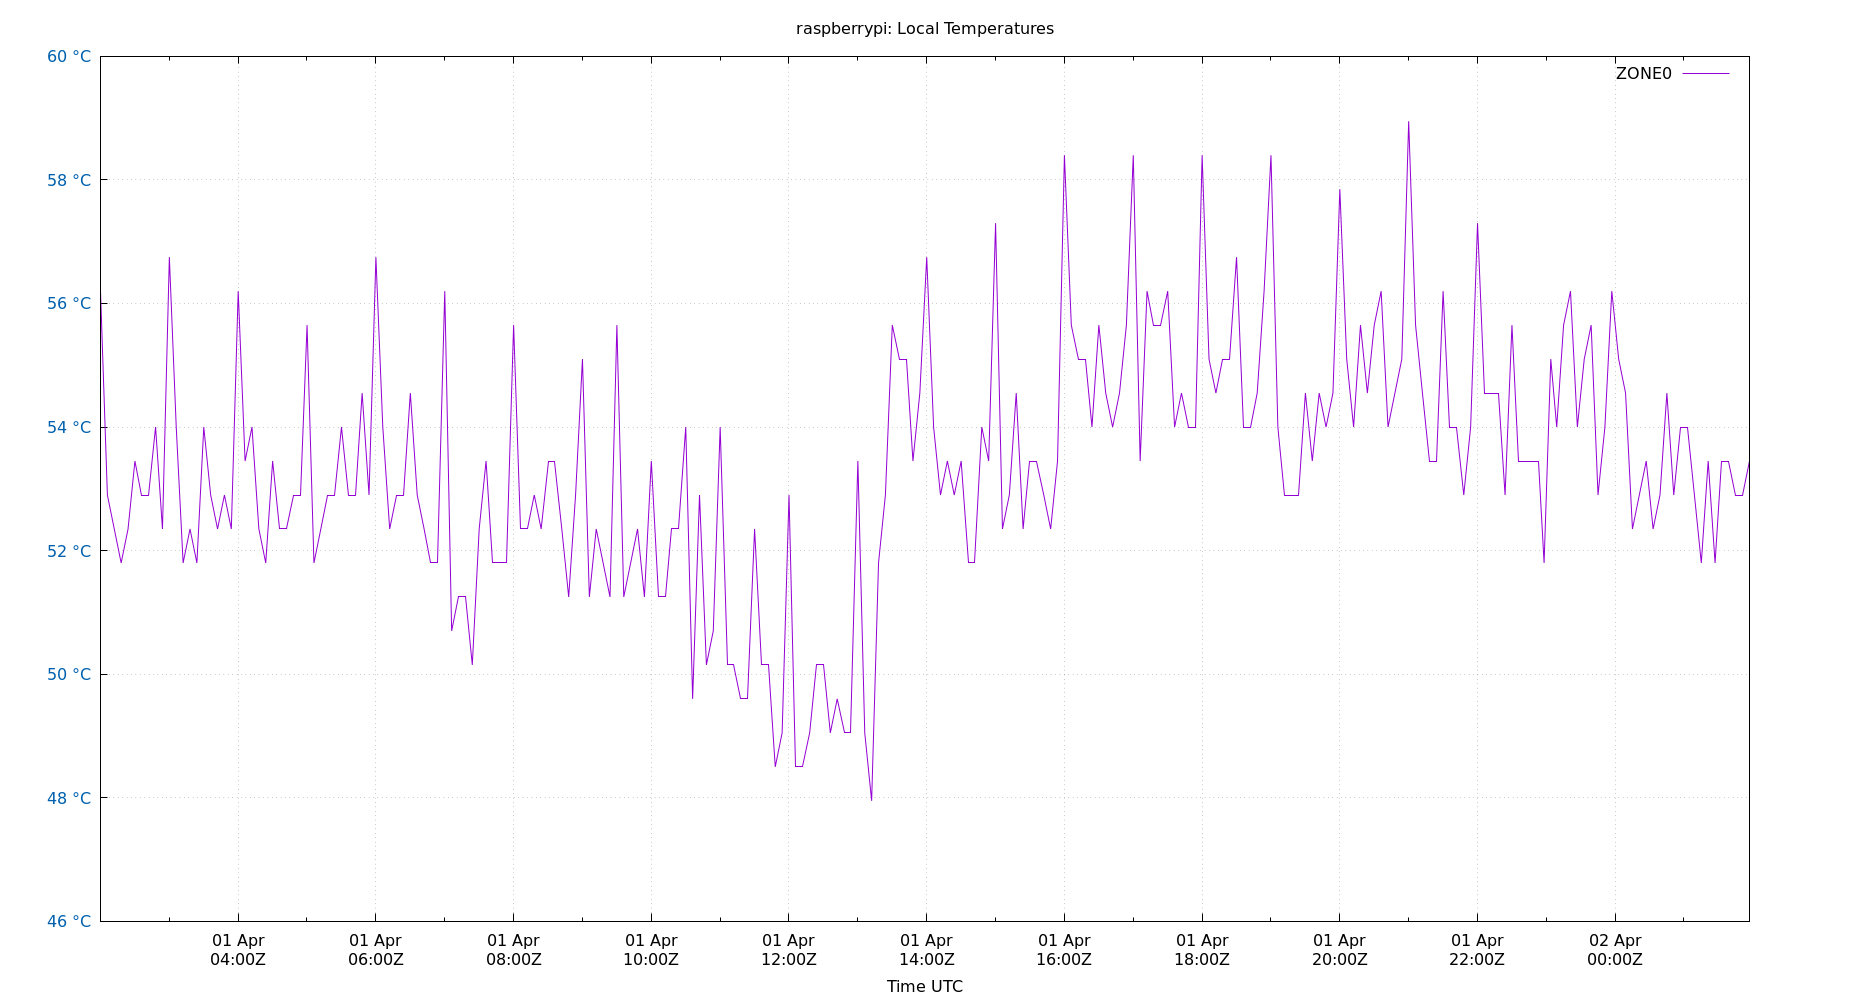 raspberrypi: Local Temperatures
ZONE0
60 °C
58 °C
56 °C
54 °C
52 °C
50 °C
48 °C
46 °C
01 Apr 01 Apr 01 Apr 01 Apr 01 Apr 01 Apr 01 Apr 01 Apr 01 Apr 01 Apr 02 Apr
04:00Z 06:00Z 08:00Z 10:00Z 12:00Z 14:00Z 16:00Z 18:00Z 20:00Z 22:00Z 00:00Z
Time UTC